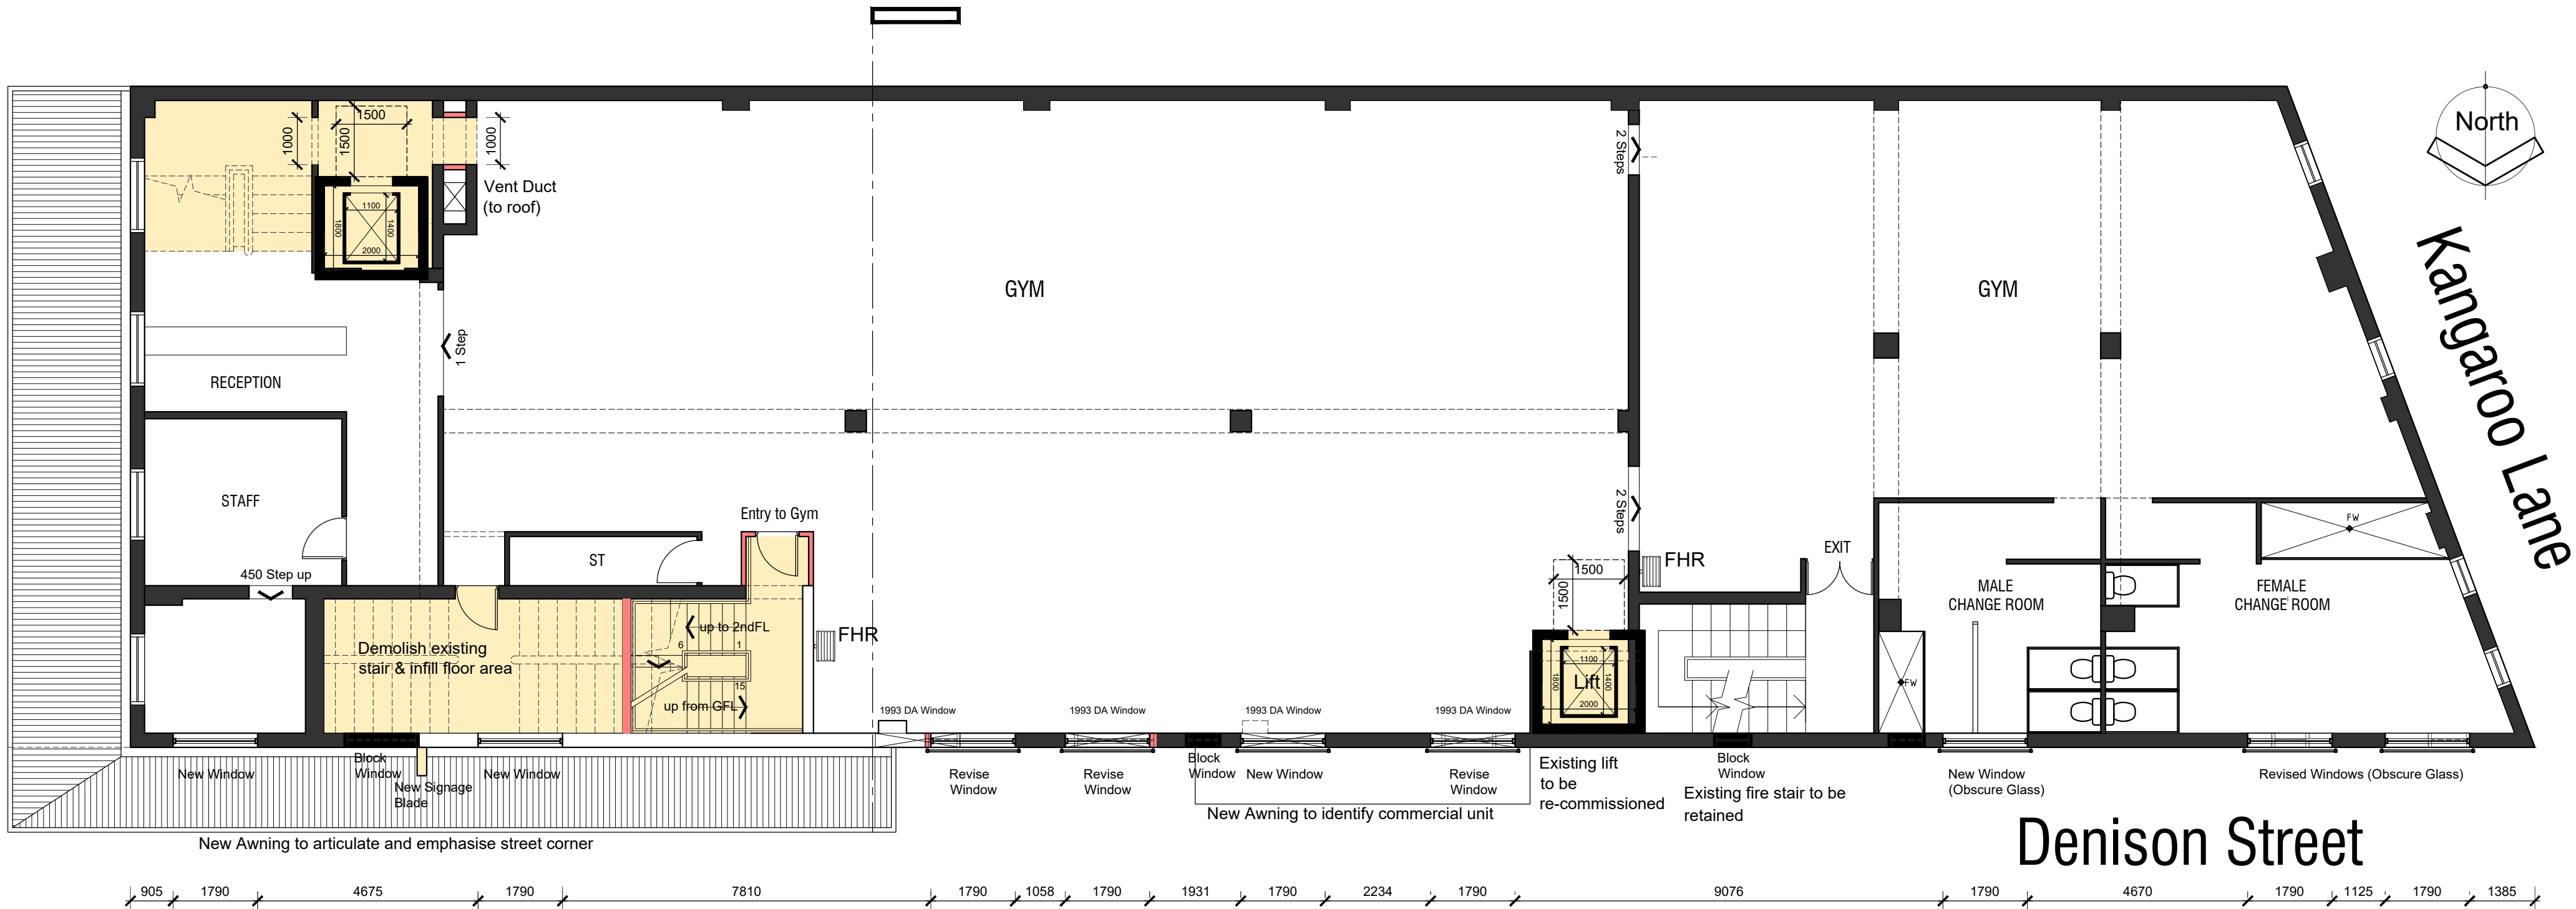 North
1500
1000
1500
1000
2 Steps
Vent Duct
(to roof)
1100
1800
1400
2000
Kangaroo Lane
GYM
GYM
1 Step
RECEPTION
STAFF
Entry to Gym
2 Steps
FW
ST
EXIT
FHR
450 Step up
1500
1500
MALE
CHANGE ROOM
FEMALE
CHANGE ROOM
up to 2ndFL
FHR
6
1
Demolish existing
stair & infill floor area
15
up from GFL
1100
1800
Lift
1400
2000
FW
1993 DA Window
1993 DA Window
1993 DA Window
1993 DA Window
New Window
Block
Window
New Signage
Blade
New Window
Revise
Window
Revise
Window
Block
Window
New Window
Revise
Window
Existing lift
to be
re-commissioned
Block
Window
Existing fire stair to be
retained
New Window
(Obscure Glass)
Revised Windows (Obscure Glass)
New Awning to identify commercial unit
New Awning to articulate and emphasise street corner
Denison Street
905
1790
4675
1790
7810
1790
1058
1790
1931
1790
2234
1790
9076
1790
4670
1790
1125
1790
1385